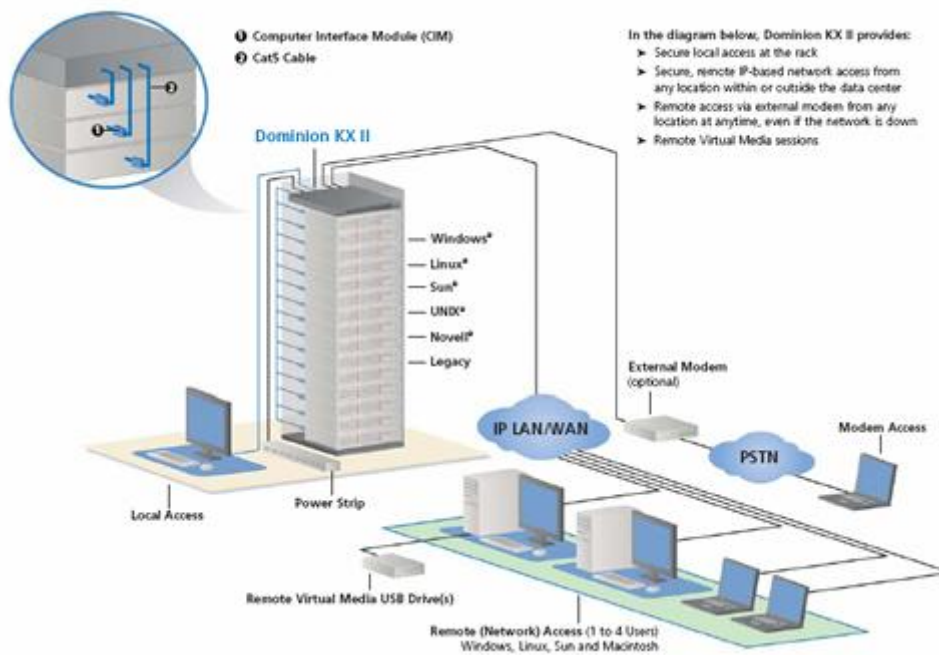 ❶ Computer Interface Module (CIM)
❷ Cat5 Cable
In the diagram below, Dominion KX II provides:
➤ Secure local access at the rack
➤ Secure, remote IP-based network access from
any location within or outside the data center
➤ Remote access via external modem from any
location at anytime, even if the network is down
➤ Remote Virtual Media sessions
❷
❶
Dominion KX II
Windows®
Linux®
Sun®
UNIX®
Novell®
Legacy
External Modem
(optional)
IP LAN/WAN
PSTN
Modem Access
Local Access
Power Strip
Remote Virtual Media USB Drive(s)
Remote (Network) Access (1 to 4 Users)
Windows, Linux, Sun and Macintosh